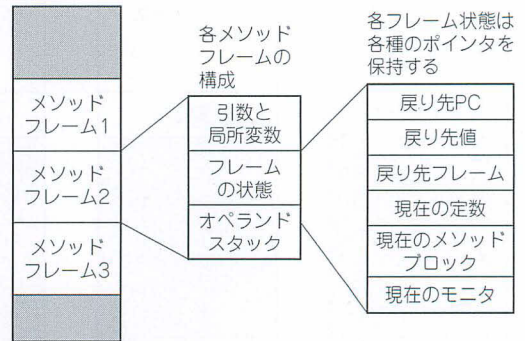 メソッド
フレーム1
メソッド
フレーム2
メソッド
フレーム3
各メソッド
フレームの
構成
引数と
局所変数
フレーム
の状態
オペランド
スタック
各フレーム状態は
各種のポインタを
保持する
戻り先PC
戻り先値
戻り先フレーム
現在の定数
現在のメソッド
ブロック
現在のモニタ